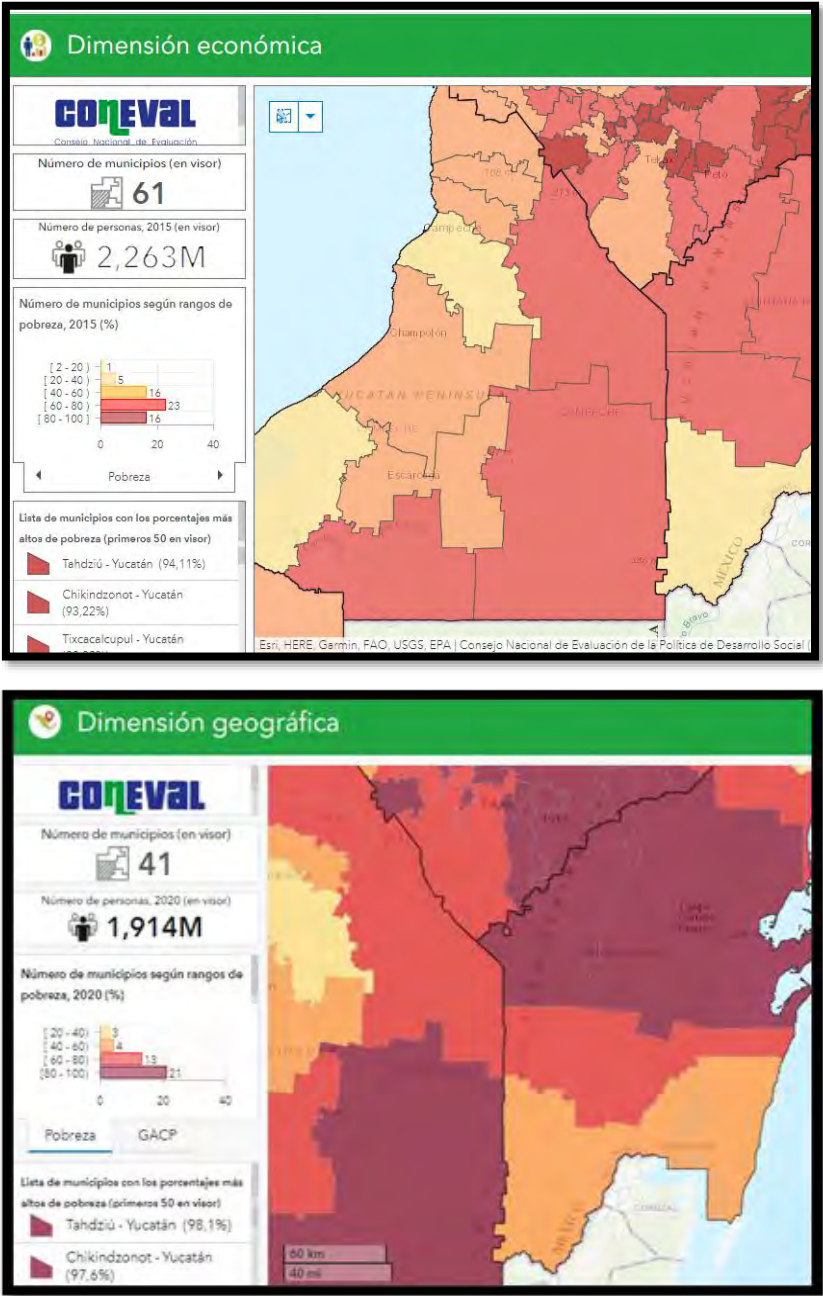 Dimensión económica
CONEVAL
Consejo Nacional de Evaluación
Número de municipios (en visor)
61
Número de personas, 2015 (en visor)
2,263M
Número de municipios según rangos de
pobreza, 2015 (%)
[ 2 - 20 ) 1
[ 20 - 40 ) 5
[ 40 - 60 ) 16
[ 60 - 80 ) 23
[ 80 - 100 ] 16
0 20 40
Pobreza
Lista de municipios con los porcentajes más
altos de pobreza (primeros 50 en visor)
Tahdziú - Yucatán (94,11%)
Chikindzonot - Yucatán
(93,22%)
Tixcacalcupul - Yucatán
Campeche
Champotón
YUCATAN PENINSULA
CAMPECHE
Escárcega
Peto
MEXICO
Bravo
Esri, HERE, Garmin, FAO, USGS, EPA | Consejo Nacional de Evaluación de la Política de Desarrollo Social (
Dimensión geográfica
CONEVAL
Número de municipios (en visor)
41
Número de personas, 2020 (en visor)
1,914M
Número de municipios según rangos de
pobreza, 2020 (%)
[ 20 - 40) 3
[ 40 - 60) 4
[ 60 - 80) 13
[80 - 100) 21
0 20 40
Pobreza GACP
Lista de municipios con los porcentajes más
altos de pobreza (primeros 50 en visor)
Tahdziú - Yucatán (98,1%)
Chikindzonot - Yucatán
(97,6%)
MEXICO
COROZAL
60 km
40 mi